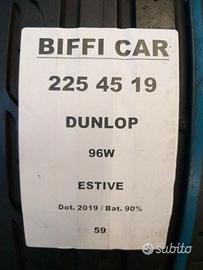 BIFFI CAR
225 45 19
DUNLOP
96W
ESTIVE
Dot. 2019 / Bat. 90%
59
subito